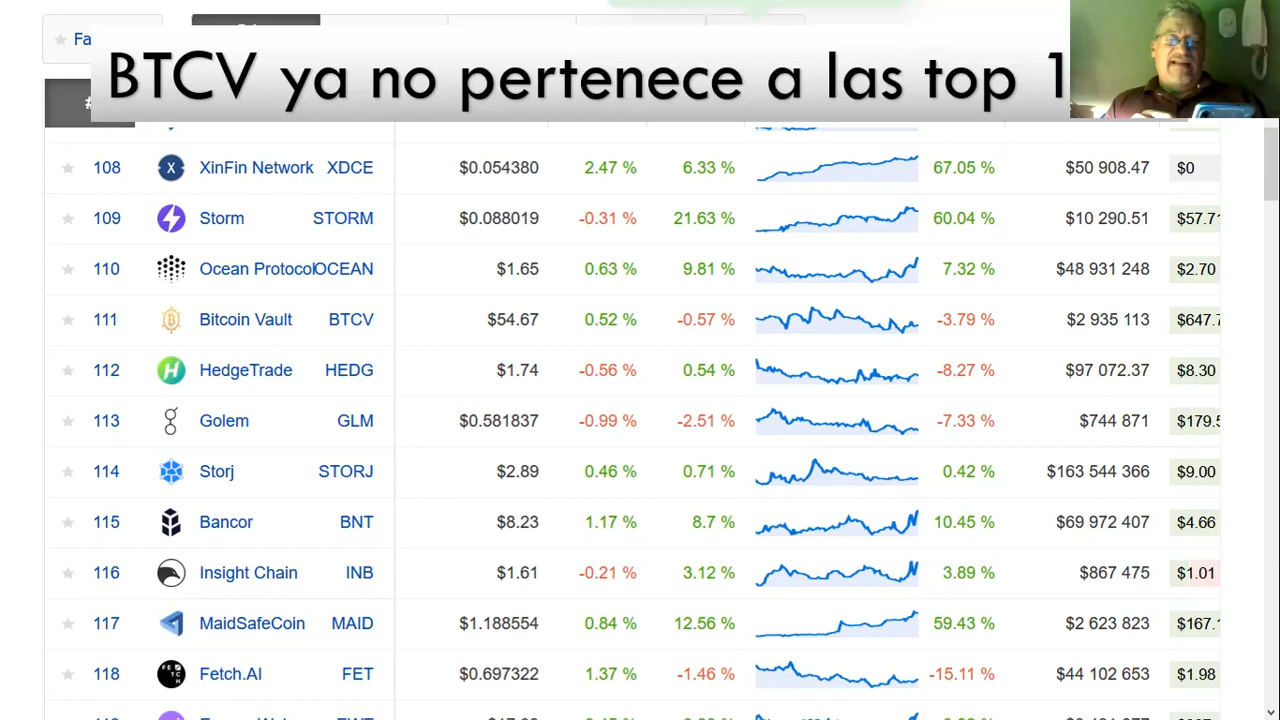 Fa
BTCV ya no pertenece a las top 1
#
108 XinFin Network XDCE $0.054380 2.47 % 6.33 % 67.05 % $50 908.47 $0
109 Storm STORM $0.088019 -0.31 % 21.63 % 60.04 % $10 290.51 $57.71
110 Ocean Protocol OCEAN $1.65 0.63 % 9.81 % 7.32 % $48 931 248 $2.70
111 Bitcoin Vault BTCV $54.67 0.52 % -0.57 % -3.79 % $2 935 113 $647.7
112 HedgeTrade HEDG $1.74 -0.56 % 0.54 % -8.27 % $97 072.37 $8.30
113 Golem GLM $0.581837 -0.99 % -2.51 % -7.33 % $744 871 $179.5
114 Storj STORJ $2.89 0.46 % 0.71 % 0.42 % $163 544 366 $9.00
115 Bancor BNT $8.23 1.17 % 8.7 % 10.45 % $69 972 407 $4.66
116 Insight Chain INB $1.61 -0.21 % 3.12 % 3.89 % $867 475 $1.01
117 MaidSafeCoin MAID $1.188554 0.84 % 12.56 % 59.43 % $2 623 823 $167.1
118 Fetch.AI FET $0.697322 1.37 % -1.46 % -15.11 % $44 102 653 $1.98